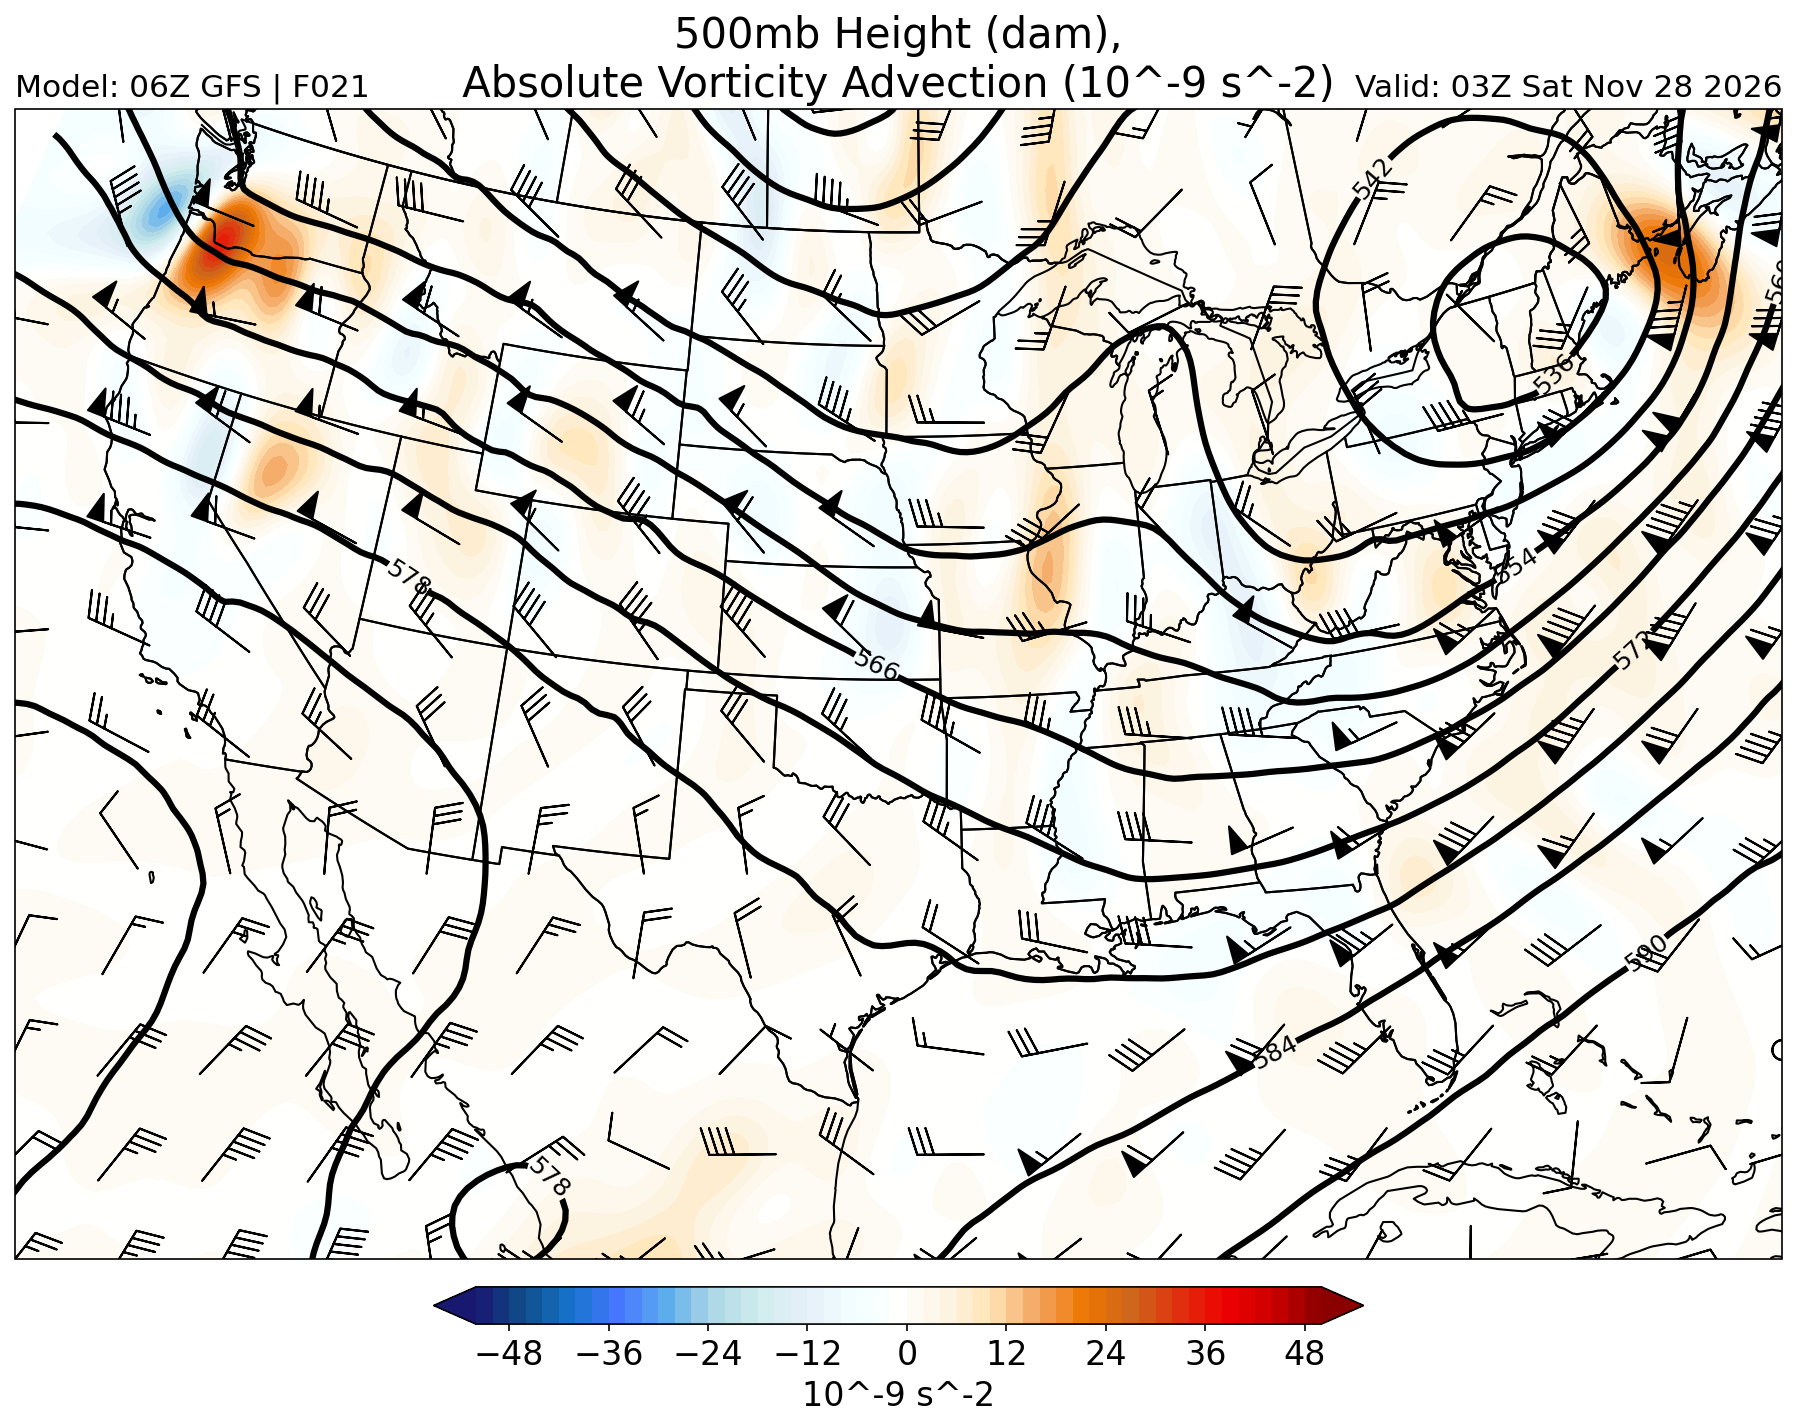 500mb Height (dam),
Model: 06Z GFS | F021
Absolute Vorticity Advection (10^-9 s^-2)
Valid: 03Z Sat Nov 28 2026
542
536
554
572
578
566
590
584
578
−48 −36 −24 −12 0 12 24 36 48
10^-9 s^-2